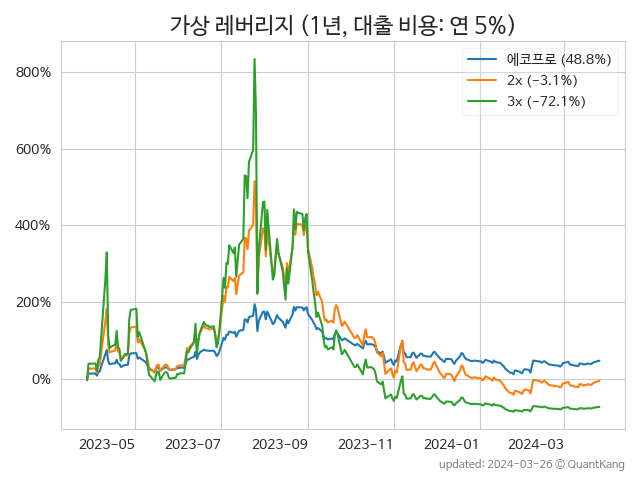 가상 레버리지 (1년, 대출 비용: 연 5%)
에코프로 (48.8%)
2x (-3.1%)
3x (-72.1%)
800%
600%
400%
200%
0%
2023-05 2023-07 2023-09 2023-11 2024-01 2024-03
updated: 2024-03-26 © QuantKang